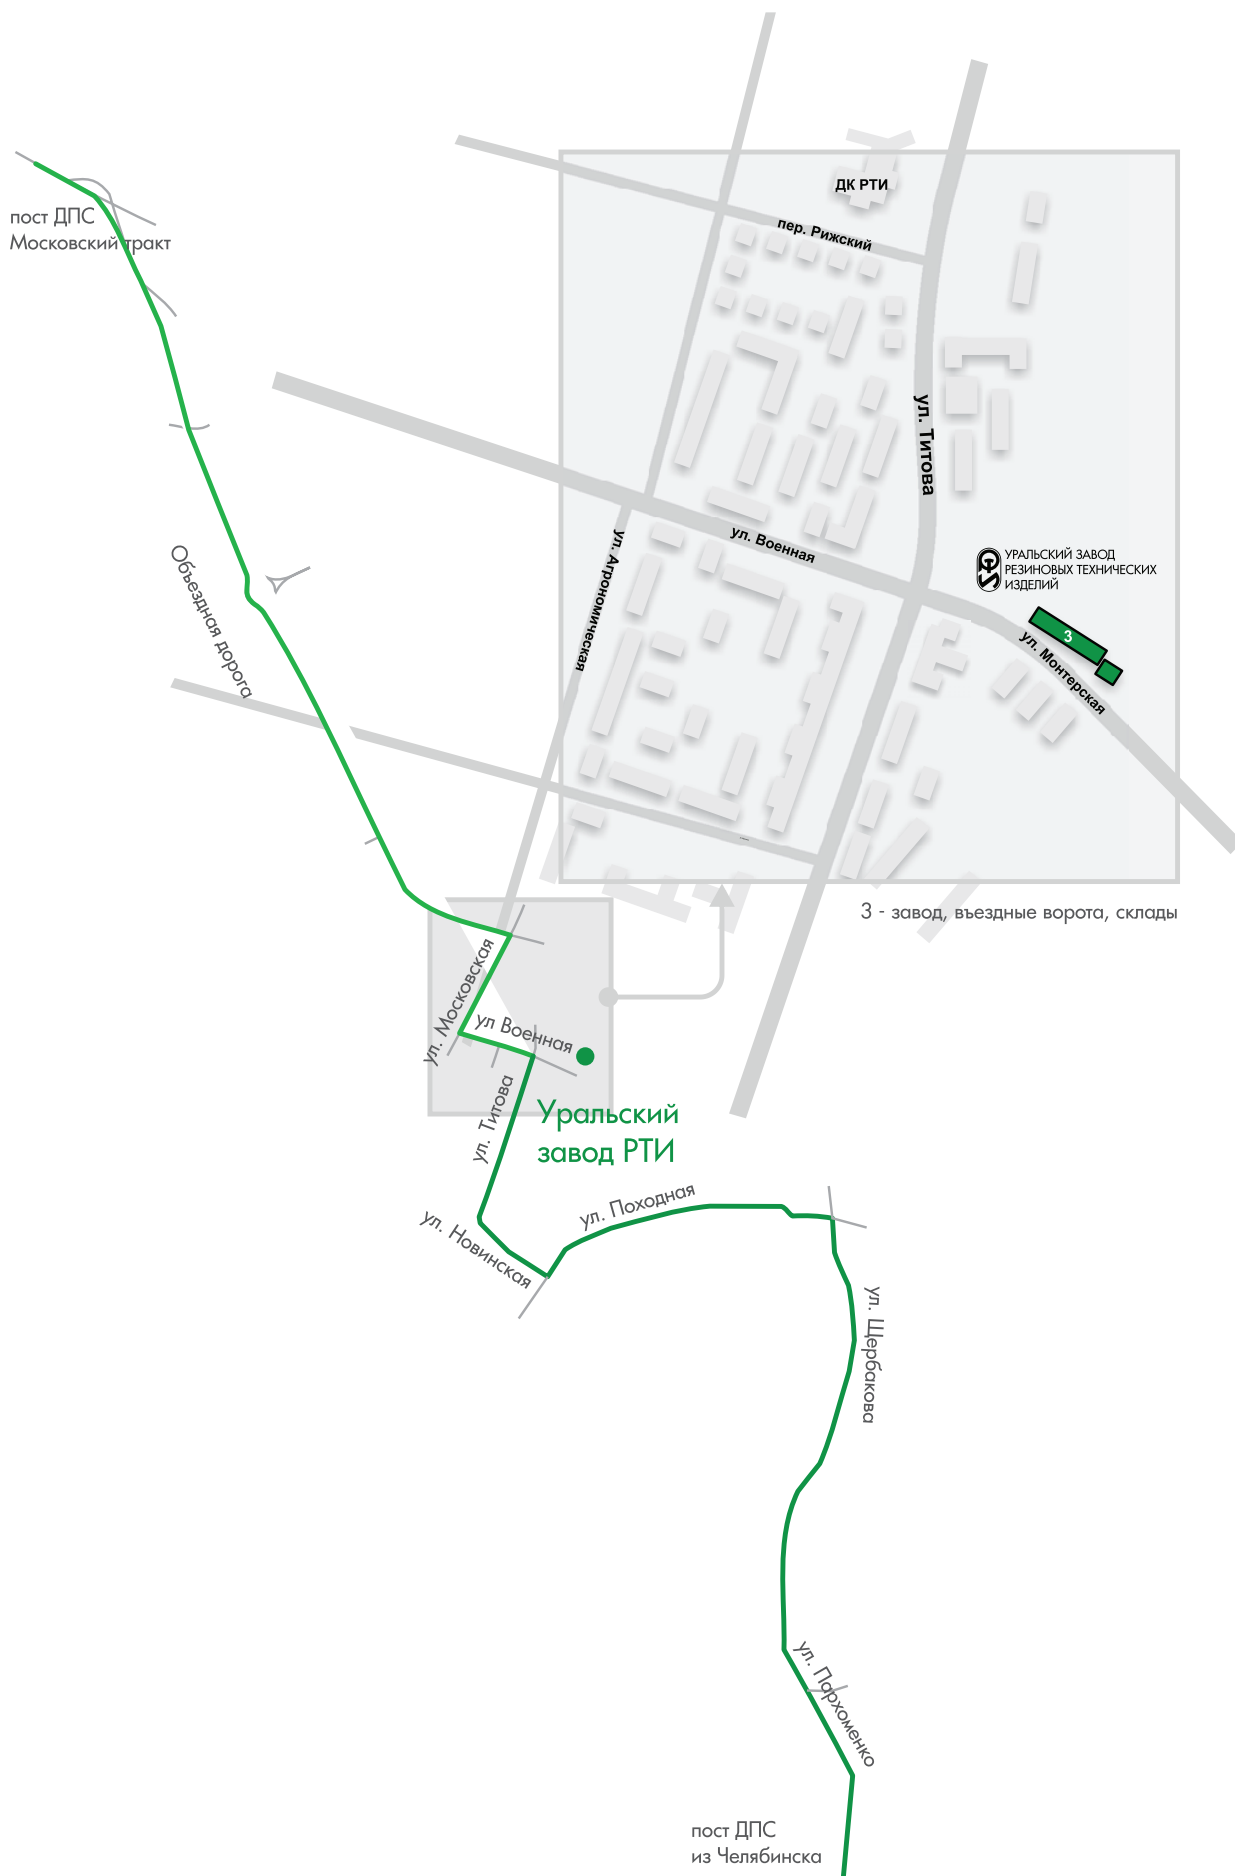 ДК РТИ
пост ДПС
Московский тракт
пер. Рижский
ул. Титова
ул. Военная
ул. Агрономическая
УРАЛЬСКИЙ ЗАВОД
РЕЗИНОВЫХ ТЕХНИЧЕСКИХ
ИЗДЕЛИЙ
3
ул. Монтерская
Объездная дорога
3 - завод, въездные ворота, склады
ул. Московская
ул Военная
ул. Титова
Уральский
завод РТИ
ул. Новинская
ул. Походная
ул. Щербакова
ул. Пархоменко
пост ДПС
из Челябинска